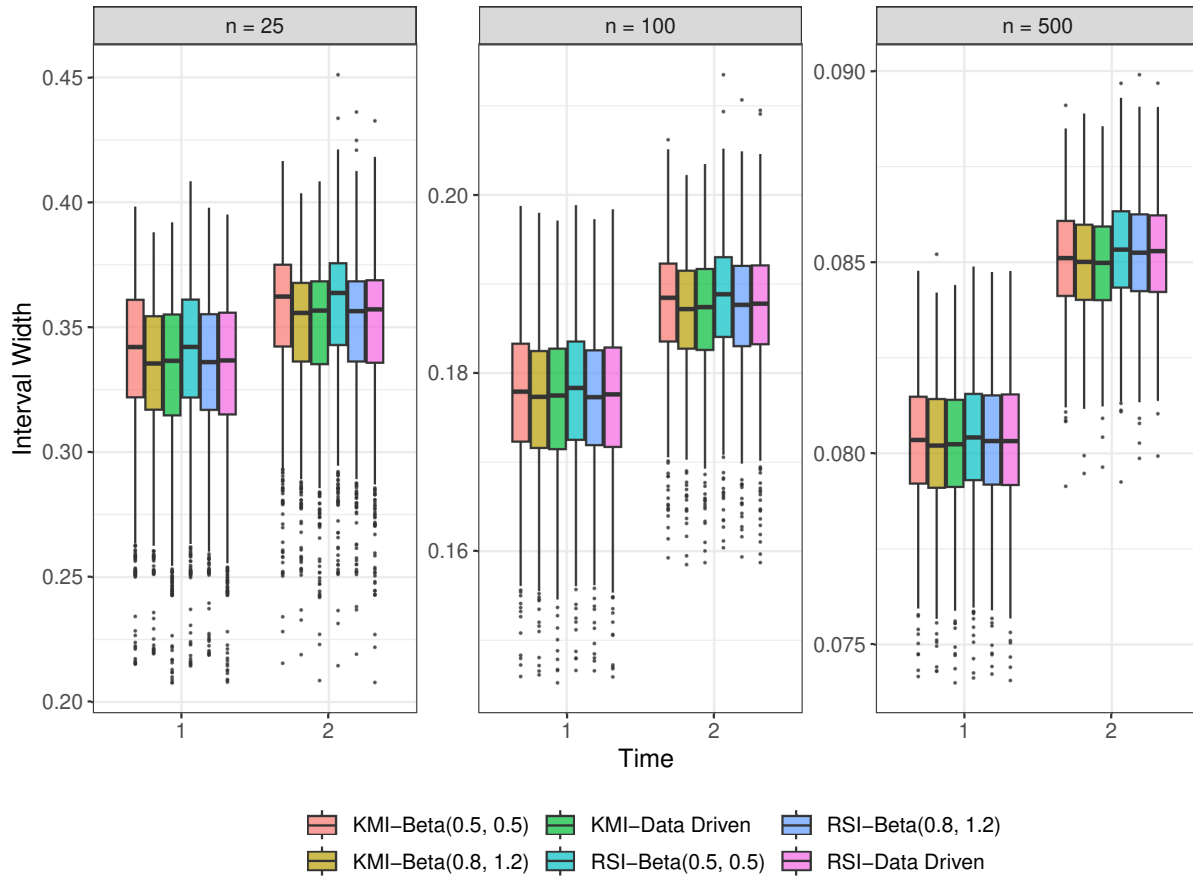 n = 25 n = 100 n = 500
Interval Width
0.45
0.40
0.35
0.30
0.25
0.20
0.20
0.18
0.16
0.090
0.085
0.080
0.075
1 2 1 2 1 2
Time
KMI−Beta(0.5, 0.5) KMI−Data Driven RSI−Beta(0.8, 1.2)
KMI−Beta(0.8, 1.2) RSI−Beta(0.5, 0.5) RSI−Data Driven